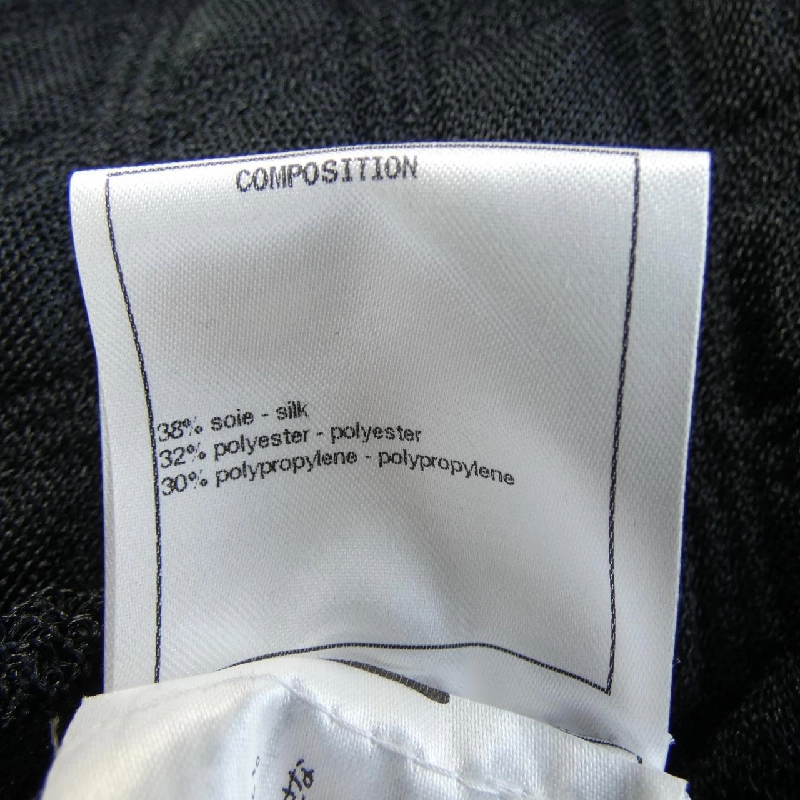 COMPOSITION
38% soie - silk
32% polyester - polyester
30% polypropylene - polypropylene